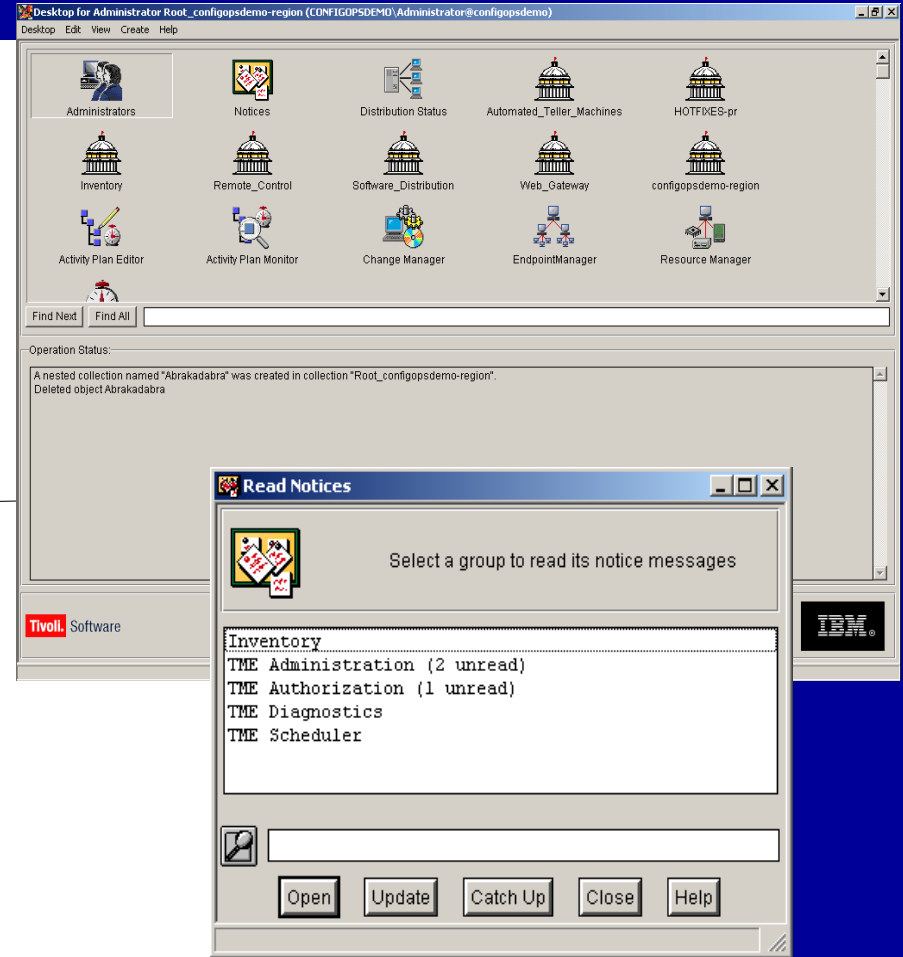 Desktop for Administrator Root_configopsdemo-region (CONFIGOPSDEMO\Administrator@configopsdemo)
Desktop Edit View Create Help
Administrators Notices Distribution Status Automated_Teller_Machines HOTFIXES-pr
Inventory Remote_Control Software_Distribution Web_Gateway configopsdemo-region
Activity Plan Editor Activity Plan Monitor Change Manager EndpointManager Resource Manager
Find Next Find All
Operation Status:
A nested collection named "Abrakadabra" was created in collection "Root_configopsdemo-region".
Deleted object Abrakadabra
Tivoli. Software
IBM
Read Notices
Select a group to read its notice messages
Inventory
TME Administration (2 unread)
TME Authorization (1 unread)
TME Diagnostics
TME Scheduler
Open Update Catch Up Close Help